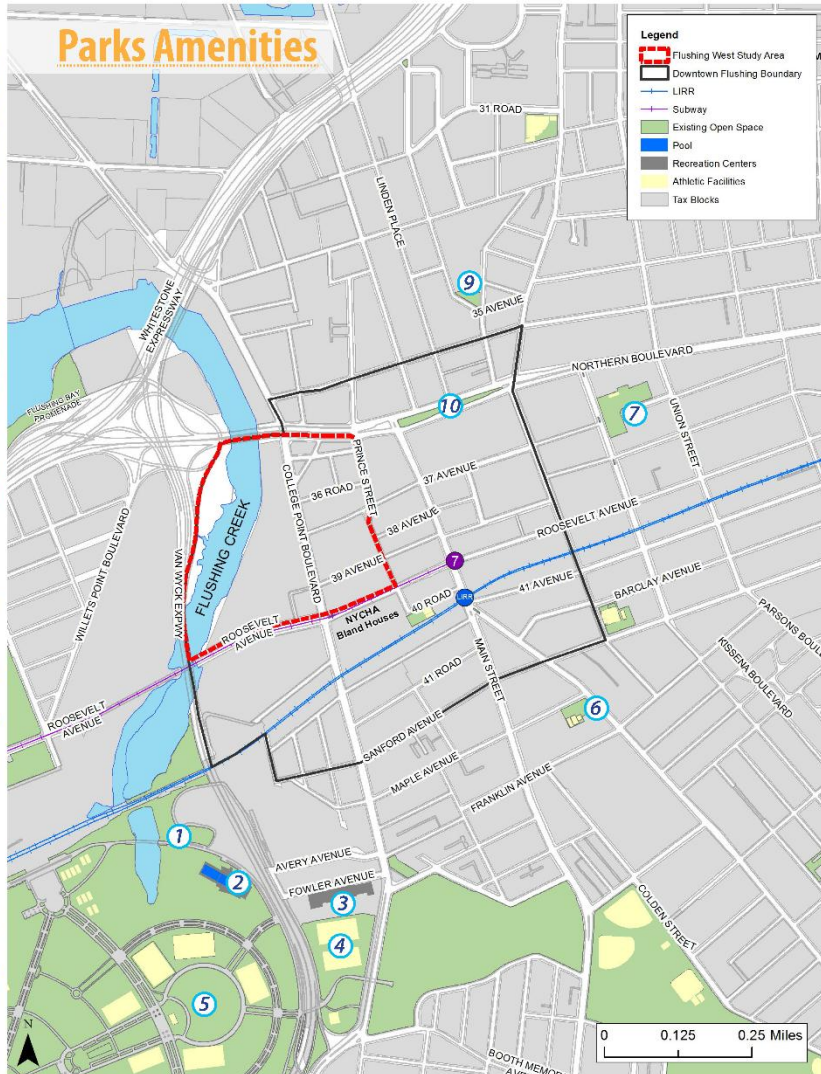 Parks Amenities
Legend
Flushing West Study Area
Downtown Flushing Boundary
LIRR
Subway
Existing Open Space
Pool
Recreation Centers
Athletic Facilities
Tax Blocks
M
31 ROAD
LINDEN PLACE
9
35 AVENUE
WHITESTONE
EXPRESSWAY
NORTHERN BOULEVARD
FLUSHING BAY
PROMENADE
10
7
UNION STREET
PRINCE STREET
37 AVENUE
36 ROAD
COLLEGE POINT BOULEVARD
38 AVENUE
ROOSEVELT AVENUE
WILLETS POINT BOULEVARD
VAN WYCK EXPWY
FLUSHING CREEK
39 AVENUE
7
41 AVENUE
BARCLAY AVENUE
LIRR
40 ROAD
NYCHA
Bland Houses
ROOSEVELT
AVENUE
PARSONS BOU
KISSENA BOULEVARD
MAIN STREET
41 ROAD
ROOSEVELT
AVENUE
SANFORD AVENUE
6
MAPLE AVENUE
FRANKLIN AVENUE
1
AVERY AVENUE
2
FOWLER AVENUE
3
COLDEN STREET
4
5
N
0 0.125 0.25 Miles
BOOTH MEMOR